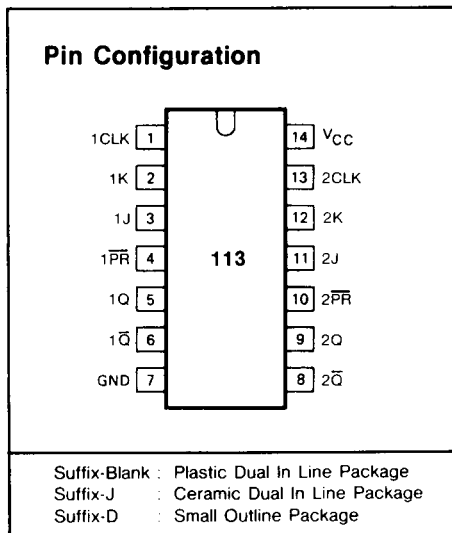 Pin Configuration
1CLK 1 14 VCC
1K 2 13 2CLK
1J 3 12 2K
1P̅R̅ 4 113 11 2J
1Q 5 10 2P̅R̅
1Q̅ 6 9 2Q
GND 7 8 2Q̅
Suffix-Blank : Plastic Dual In Line Package
Suffix-J : Ceramic Dual In Line Package
Suffix-D : Small Outline Package